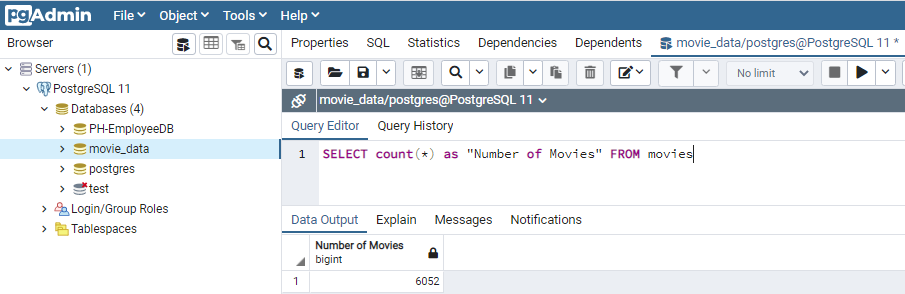 pgAdmin File Object Tools Help
Browser
Properties SQL Statistics Dependencies Dependents movie_data/postgres@PostgreSQL 11 *
No limit
Servers (1)
PostgreSQL 11
Databases (4)
PH-EmployeeDB
movie_data
postgres
test
Login/Group Roles
Tablespaces
movie_data/postgres@PostgreSQL 11
Query Editor Query History
1 SELECT count(*) as "Number of Movies" FROM movies
Data Output Explain Messages Notifications
Number of Movies
bigint
1 6052